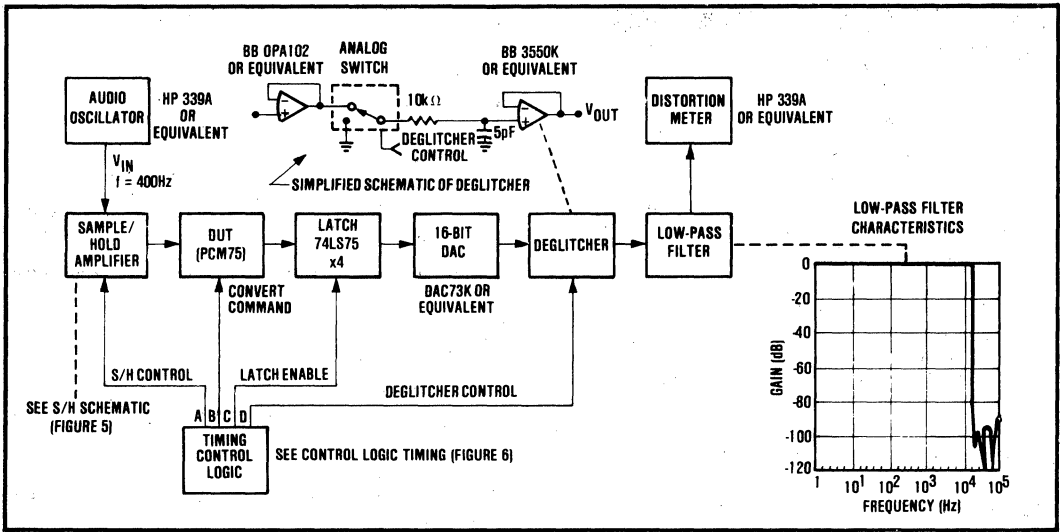 BB OPA102
OR EQUIVALENT
ANALOG
SWITCH
BB 3550K
OR EQUIVALENT
AUDIO
OSCILLATOR
HP 339A
OR
EQUIVALENT
10kΩ
5pF
VOUT
DEGLITCHER
CONTROL
DISTORTION
METER
HP 339A
OR EQUIVALENT
VIN
f = 400Hz
SIMPLIFIED SCHEMATIC OF DEGLITCHER
SAMPLE/
HOLD
AMPLIFIER
DUT
(PCM75)
LATCH
74LS75
x4
16-BIT
DAC
DEGLITCHER
LOW-PASS
FILTER
LOW-PASS FILTER
CHARACTERISTICS
CONVERT
COMMAND
DAC73K OR
EQUIVALENT
S/H CONTROL
LATCH ENABLE
DEGLITCHER CONTROL
SEE S/H SCHEMATIC
(FIGURE 5)
A B C D
TIMING
CONTROL
LOGIC
SEE CONTROL LOGIC TIMING (FIGURE 6)
GAIN (dB)
0
-20
-40
-60
-80
-100
-120
1 10¹ 10² 10³ 10⁴ 10⁵
FREQUENCY (Hz)